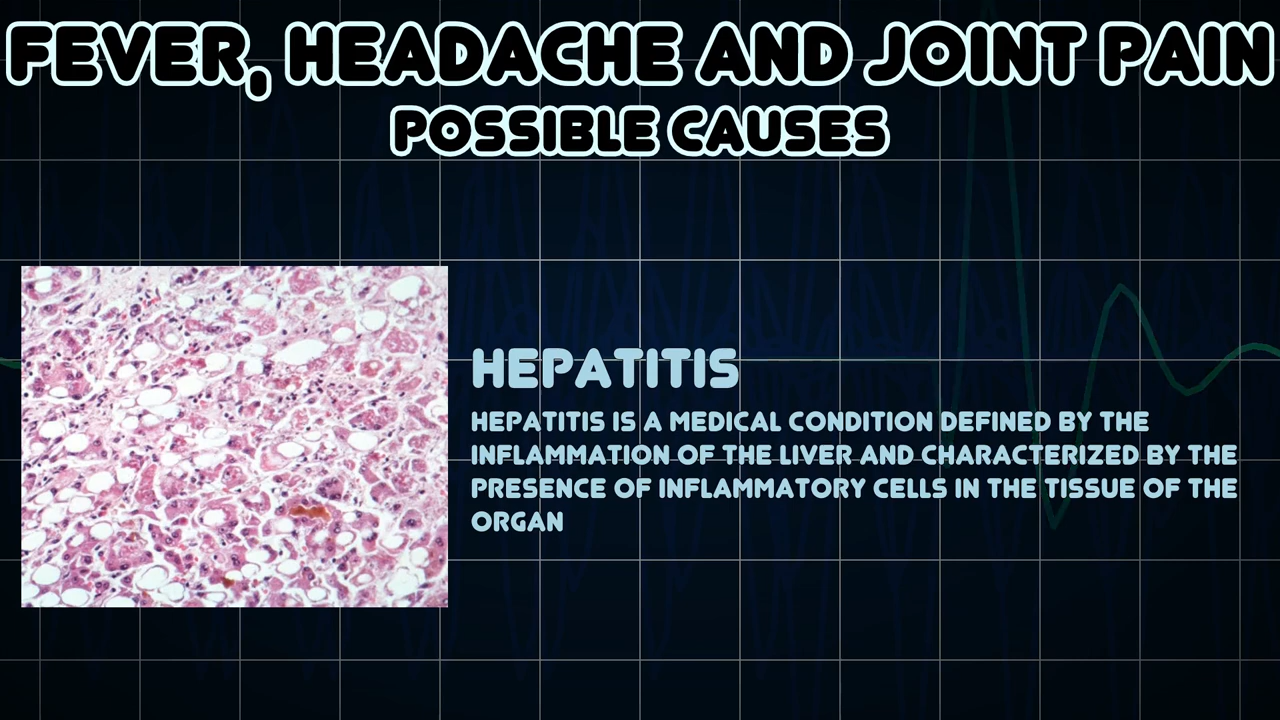 FEVER, HEADACHE AND JOINT PAIN
POSSIBLE CAUSES
HEPATITIS
HEPATITIS IS A MEDICAL CONDITION DEFINED BY THE
INFLAMMATION OF THE LIVER AND CHARACTERIZED BY THE
PRESENCE OF INFLAMMATORY CELLS IN THE TISSUE OF THE
ORGAN